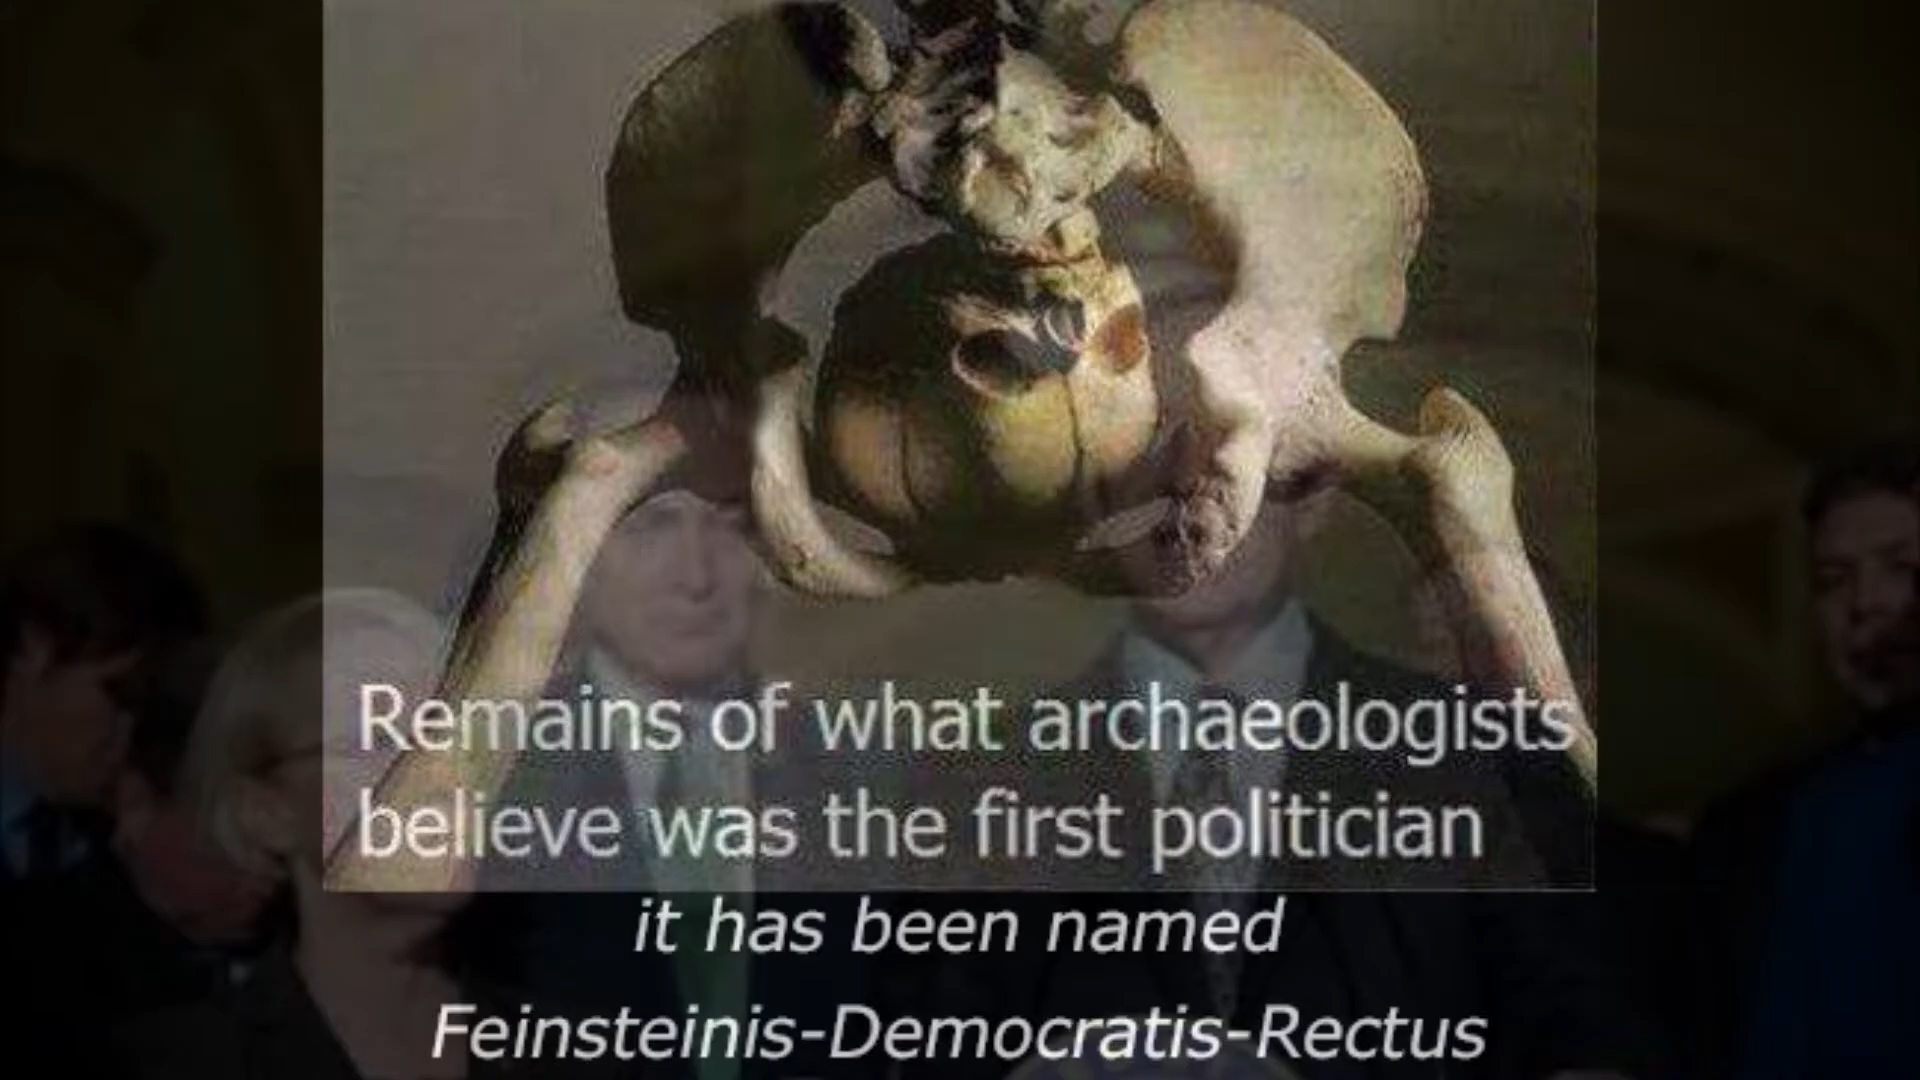 Remains of what archaeologists
believe was the first politician
it has been named
Feinsteinis-Democratis-Rectus